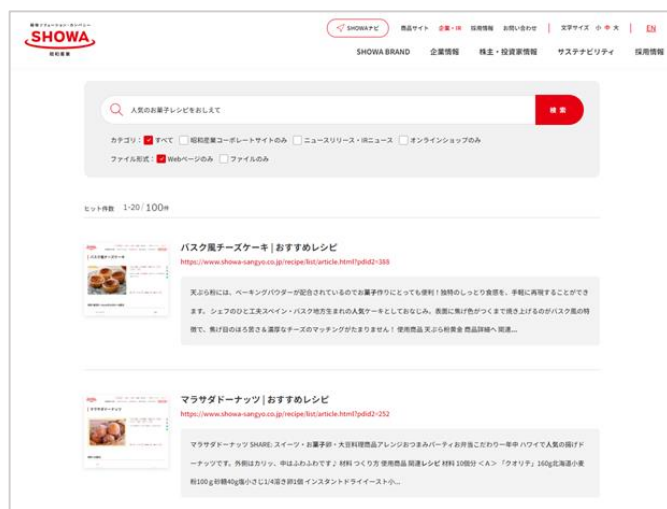 SHOWA
昭和産業
SHOWAナビ 商品サイト 企業・IR 採用情報 お問い合わせ 文字サイズ 小 中 大 EN
SHOWA BRAND 企業情報 株主・投資家情報 サステナビリティ 採用情報
人気のお菓子レシピをおしえて 検索
カテゴリ： すべて 昭和産業コーポレートサイトのみ ニュースリリース・IRニュース オンラインショップのみ
ファイル形式： Webページのみ ファイルのみ
ヒット件数 1-20 / 100件
バスク風チーズケーキ | おすすめレシピ
https://www.showa-sangyo.co.jp/recipe/list/article.html?pdid2=388
天ぷら粉には、ベーキングパウダーが配合されているのでお菓子作りにとっても便利！独特のしっとり食感を、手軽に再現することができ
ます。 シェフのひと工夫スペイン・バスク地方生まれの人気ケーキとしておなじみ。表面に焦げ色がつくまで焼き上げるのがバスク風の特
徴で、焦げ目のほろ苦さ＆濃厚なチーズのマッチングがたまりません！ 使用商品 天ぷら粉黄金 商品詳細へ 関連...
マラサダドーナッツ | おすすめレシピ
https://www.showa-sangyo.co.jp/recipe/list/article.html?pdid2=252
マラサダドーナッツ SHARE: スイーツ・お菓子卵・大豆料理商品アレンジおつまみパーティお弁当こだわり一年中 ハワイで人気の揚げド
ーナッツです。外側はカリッ、中はふわふわです♪ 材料 つくり方 使用商品 関連レシピ 材料 10個分 ＜A＞ 「クオリテ」160g北海道小麦
粉100ｇ砂糖40g塩小さじ1/4溶き卵1個 インスタントドライイースト小...